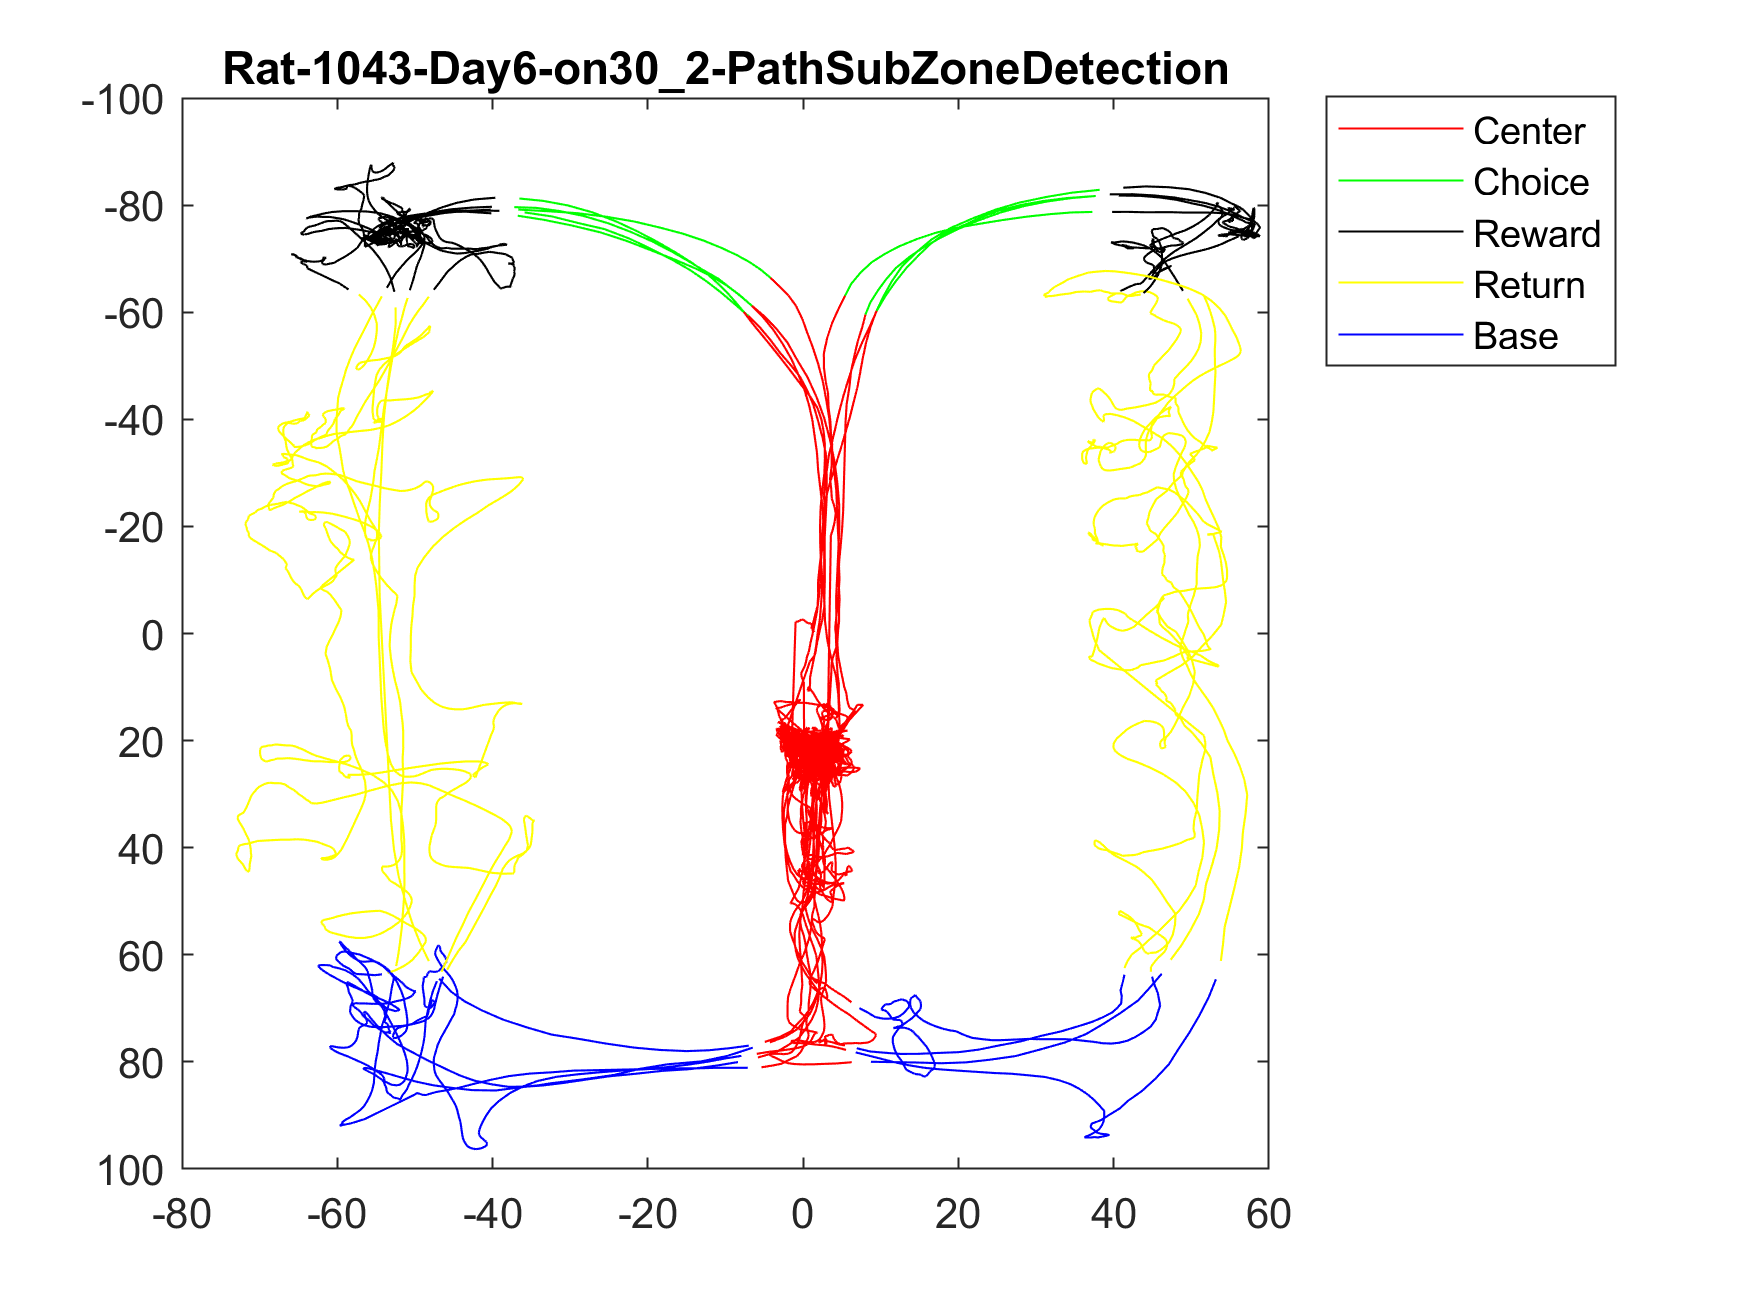 Rat-1043-Day6-on30_2-PathSubZoneDetection
-100
-80
-60
-40
-20
0
20
40
60
80
100
-80 -60 -40 -20 0 20 40 60
Center
Choice
Reward
Return
Base